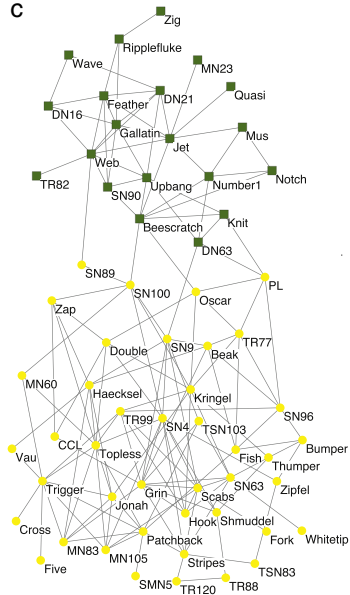 C
Zig
Ripplefluke
Wave
MN23
DN21
Quasi
Feather
DN16
Gallatin
Mus
Jet
Web
TR82
SN90
Upbang
Number1
Notch
Beescratch
Knit
DN63
SN89
SN100
PL
Oscar
Zap
TR77
Double
SN9
Beak
MN60
Haecksel
Kringel
SN96
TR99
SN4
TSN103
Vau
CCL
Topless
Bumper
Fish
Thumper
Trigger
Grin
SN63
Zipfel
Jonah
Scabs
Cross
Hook
Shmuddel
MN83
Patchback
Fork
Whitetip
MN105
Five
Stripes
TSN83
SMN5
TR120
TR88